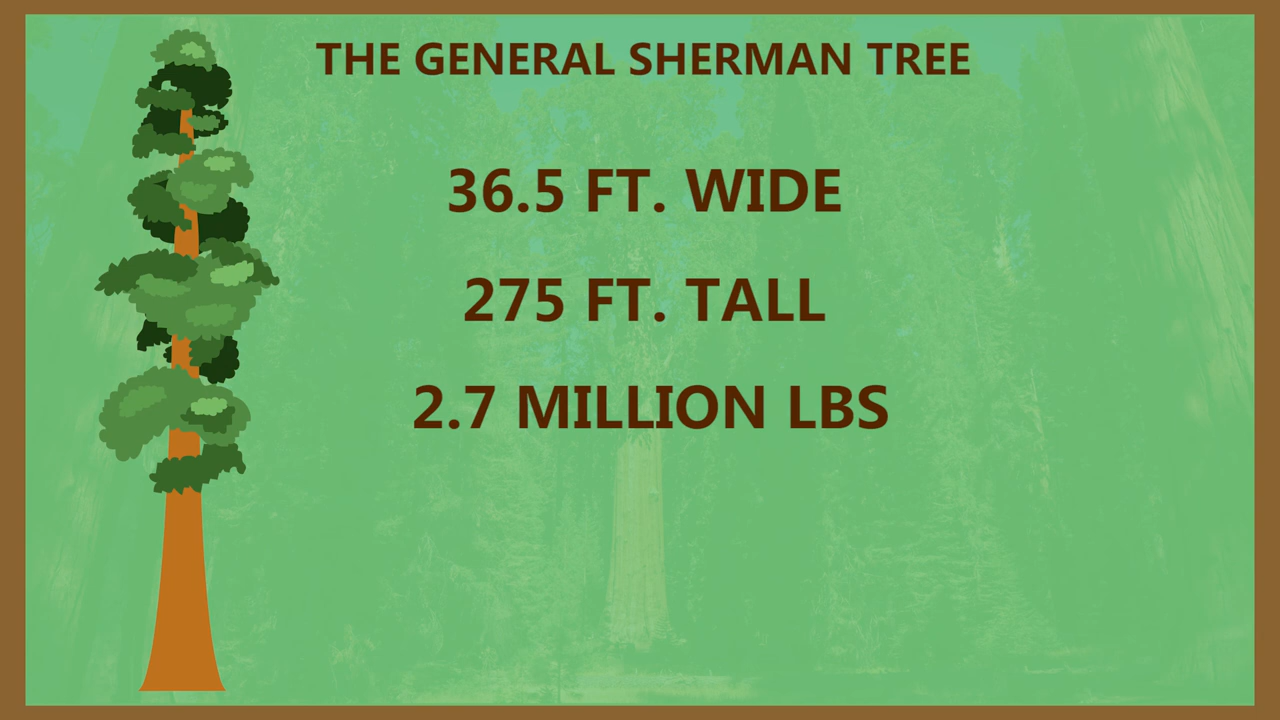 THE GENERAL SHERMAN TREE
36.5 FT. WIDE
275 FT. TALL
2.7 MILLION LBS